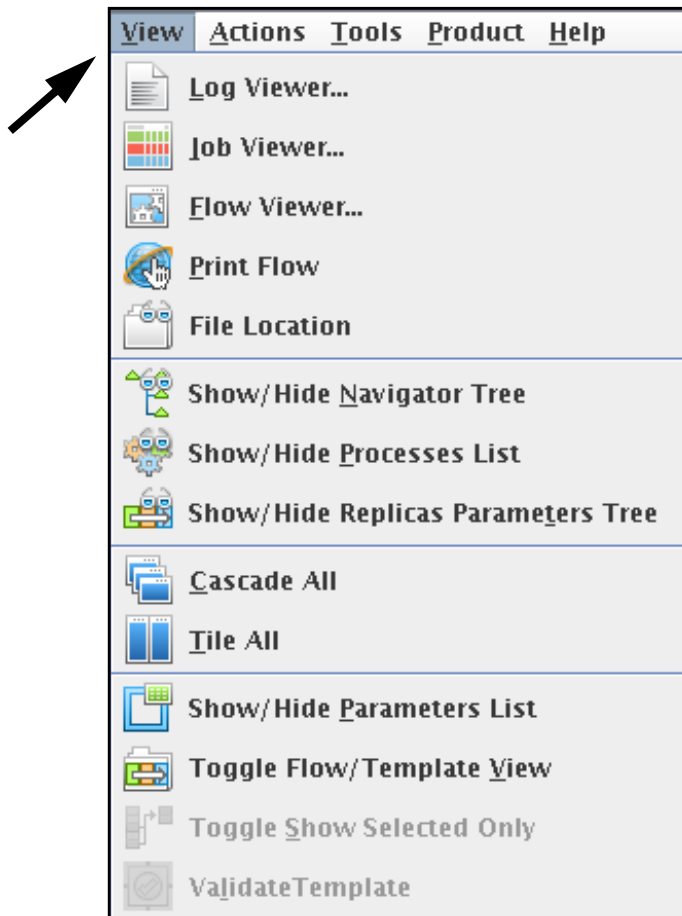 View Actions Tools Product Help
Log Viewer...
Job Viewer...
Flow Viewer...
Print Flow
File Location
Show/Hide Navigator Tree
Show/Hide Processes List
Show/Hide Replicas Parameters Tree
Cascade All
Tile All
Show/Hide Parameters List
Toggle Flow/Template View
Toggle Show Selected Only
ValidateTemplate